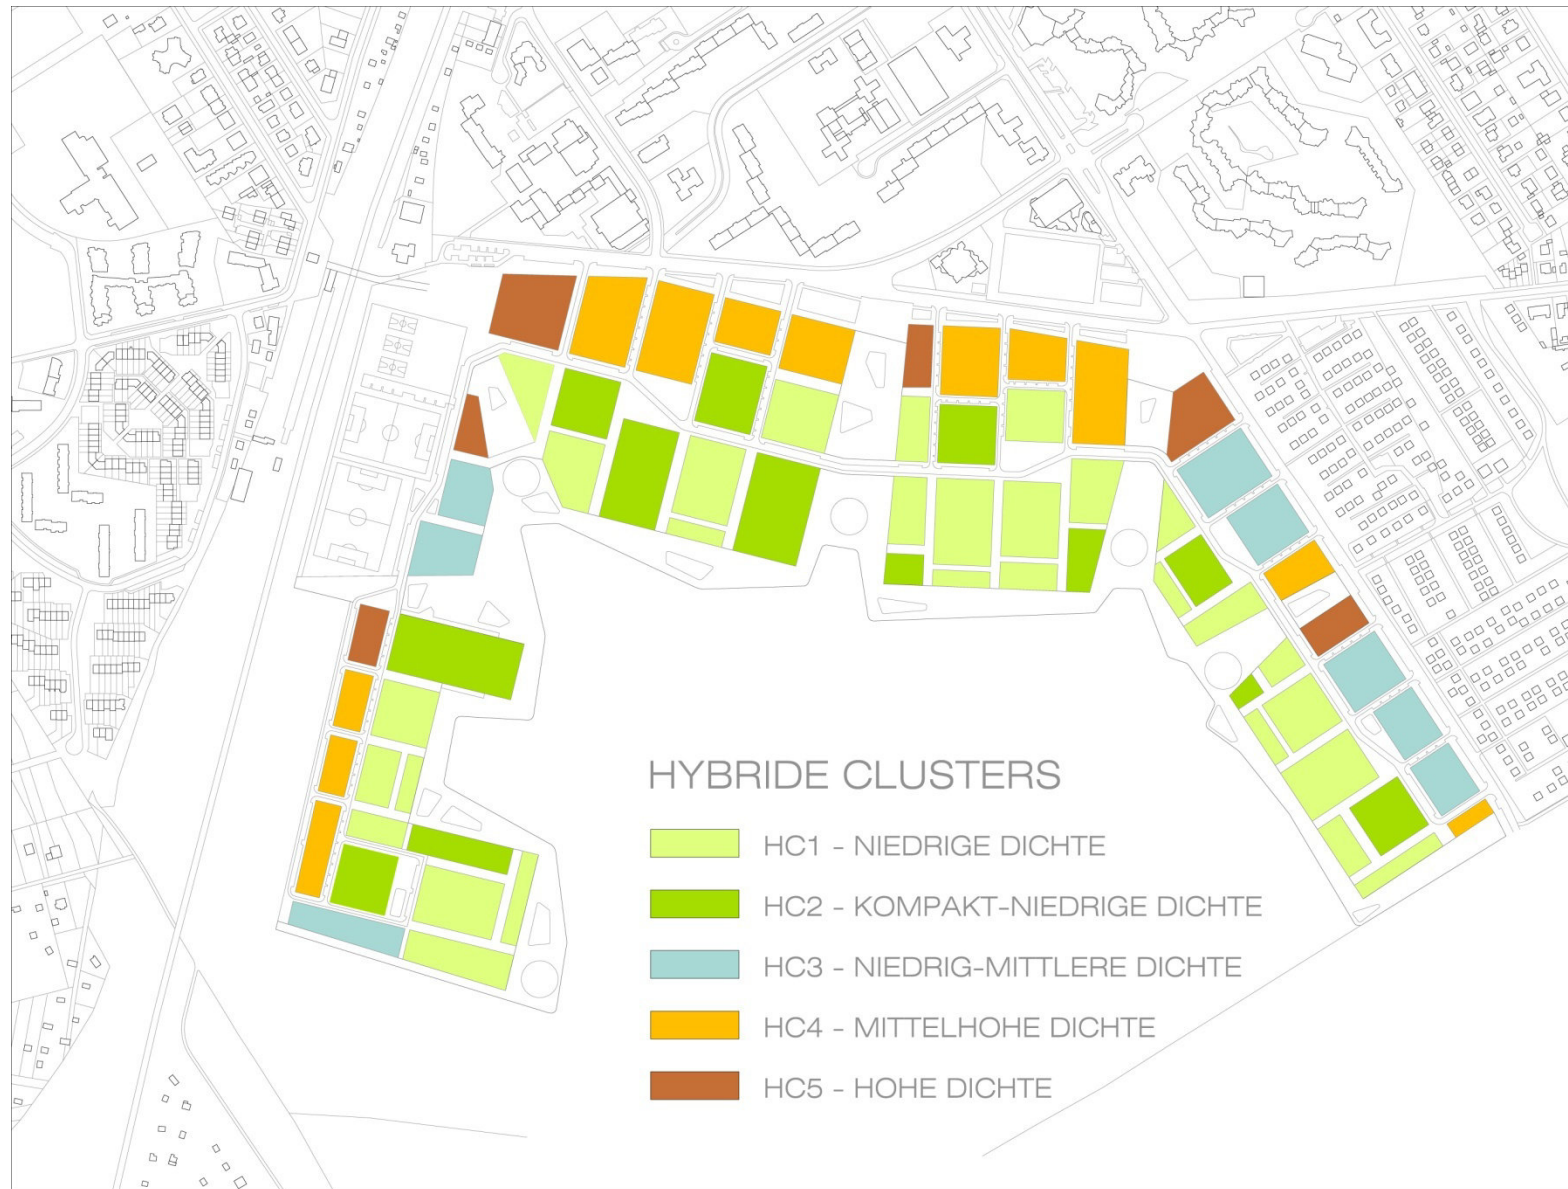 HYBRIDE CLUSTERS
HC1 - NIEDRIGE DICHTE
HC2 - KOMPAKT-NIEDRIGE DICHTE
HC3 - NIEDRIG-MITTLERE DICHTE
HC4 - MITTELHOHE DICHTE
HC5 - HOHE DICHTE